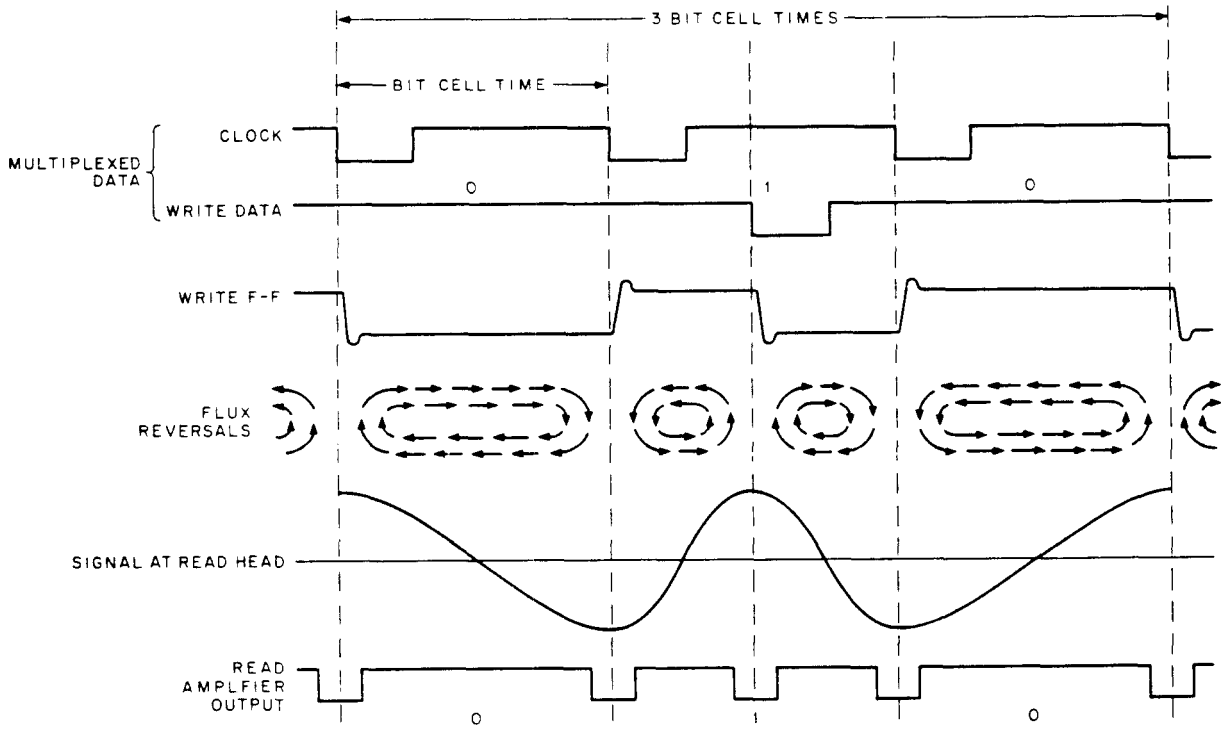 3 BIT CELL TIMES
BIT CELL TIME
CLOCK
MULTIPLEXED
DATA
0 1 0
WRITE DATA
WRITE F-F
FLUX
REVERSALS
SIGNAL AT READ HEAD
READ
AMPLFIER
OUTPUT
0 1 0